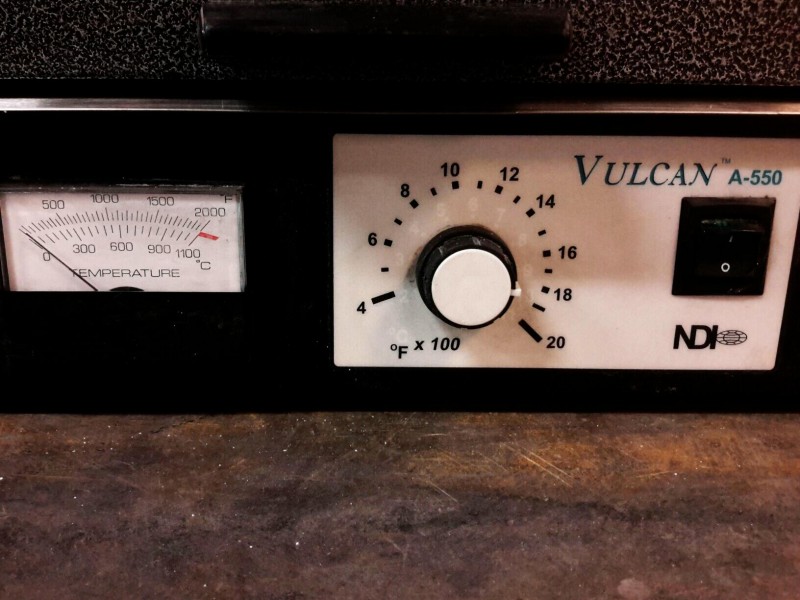 500 1000 1500 2000 °F
0 300 600 900 1100 °C
TEMPERATURE
VULCAN™ A-550
4 6 8 10 12 14 16 18 20
°F x 100
NDI